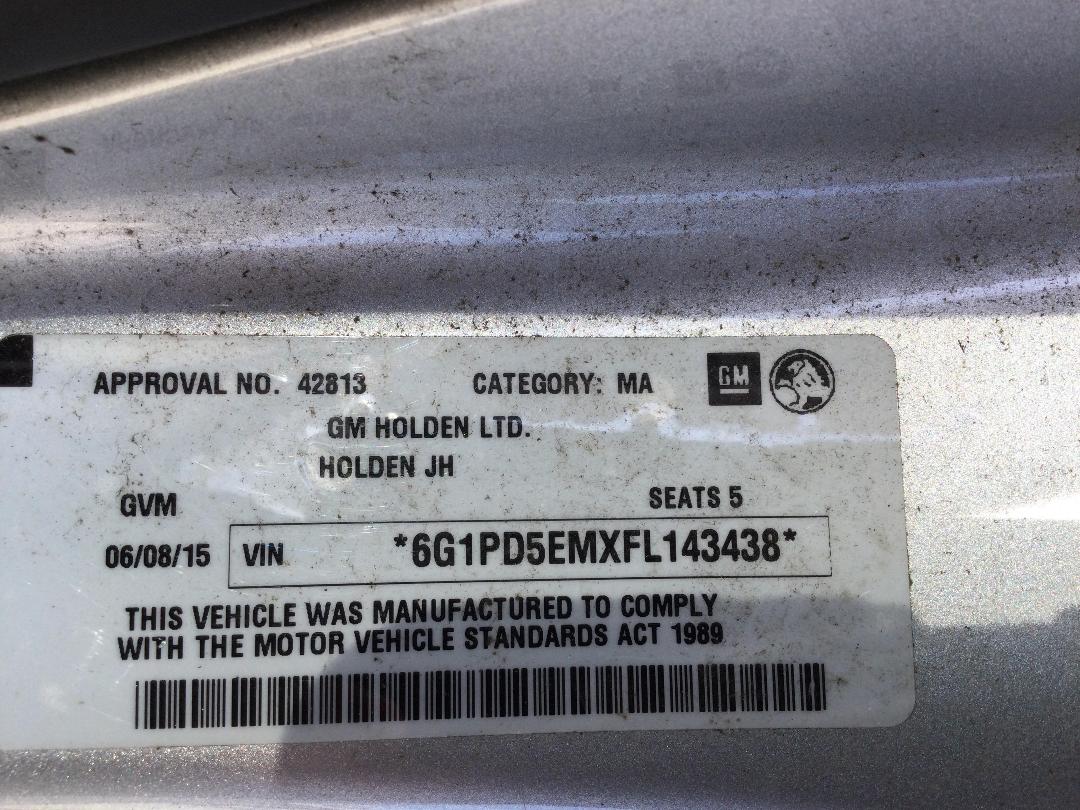 APPROVAL NO. 42813 CATEGORY: MA GM
GM HOLDEN LTD.
HOLDEN JH
GVM SEATS 5
06/08/15 VIN *6G1PD5EMXFL143438*
THIS VEHICLE WAS MANUFACTURED TO COMPLY
WITH THE MOTOR VEHICLE STANDARDS ACT 1989